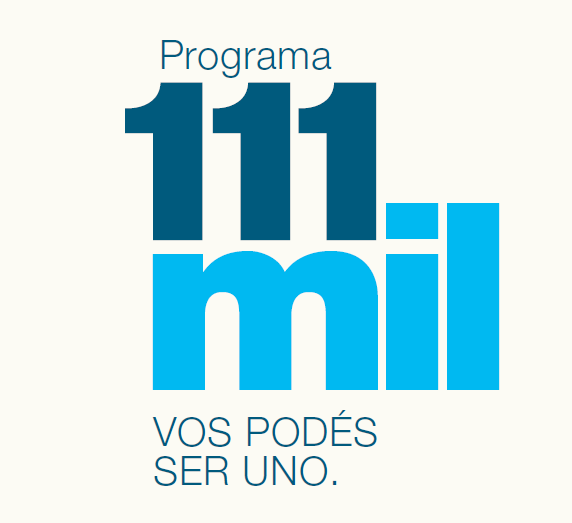 Programa
111
mil
VOS PODÉS
SER UNO.